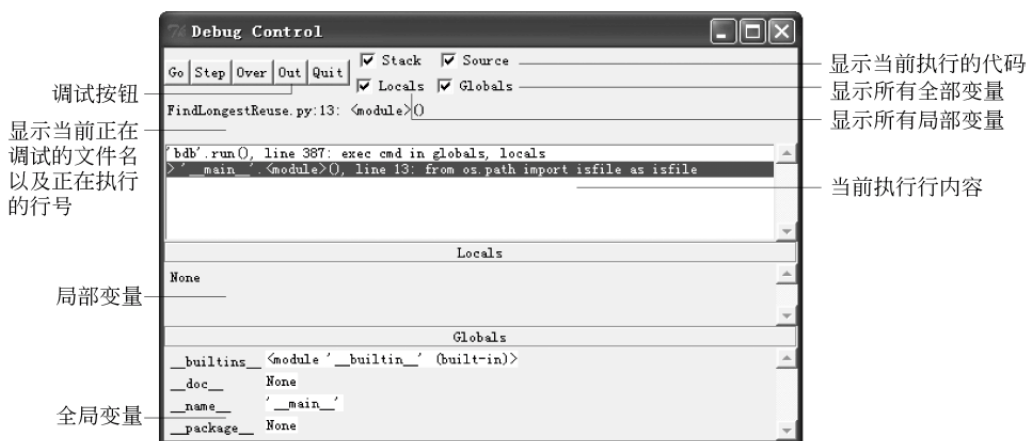 Debug Control
Go Step Over Out Quit
Stack Source
Locals Globals
FindLongestReuse.py:13: <module>()
'bdb'.run(), line 387: exec cmd in globals, locals
> '__main__'.<module>(), line 13: from os.path import isfile as isfile
Locals
None
Globals
__builtins__ <module '__builtin__' (built-in)>
__doc__ None
__name__ '__main__'
__package__ None
调试按钮
显示当前正在
调试的文件名
以及正在执行
的行号
局部变量
全局变量
显示当前执行的代码
显示所有全部变量
显示所有局部变量
当前执行行内容